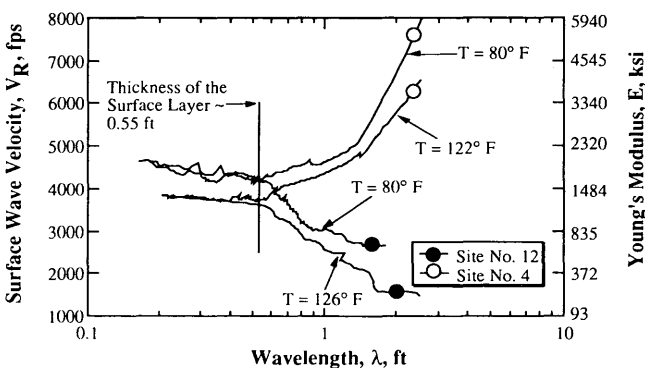 Surface Wave Velocity, V_R, fps
8000
7000
6000
5000
4000
3000
2000
1000
Thickness of the
Surface Layer ~
0.55 ft
T = 80° F
T = 122° F
T = 80° F
T = 126° F
Site No. 12
Site No. 4
5940
4545
3340
2320
1484
835
372
93
Young's Modulus, E, ksi
0.1
1
10
Wavelength, λ, ft